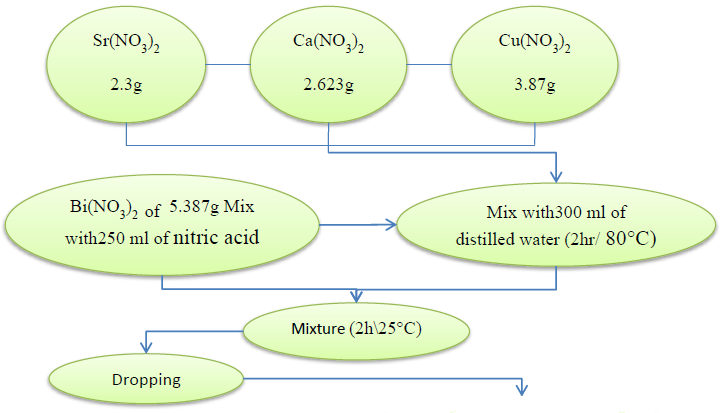 Sr(NO₃)₂
2.3g
Ca(NO₃)₂
2.623g
Cu(NO₃)₂
3.87g
Bi(NO₃)₂ of 5.387g Mix
with250 ml of nitric acid
Mix with300 ml of
distilled water (2hr/ 80°C)
Mixture (2h\25°C)
Dropping